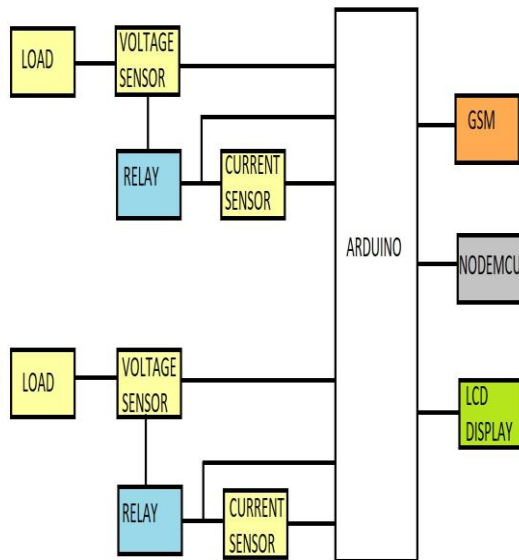 LOAD
VOLTAGE
SENSOR
RELAY
CURRENT
SENSOR
ARDUINO
GSM
NODEMCU
LCD
DISPLAY
LOAD
VOLTAGE
SENSOR
RELAY
CURRENT
SENSOR